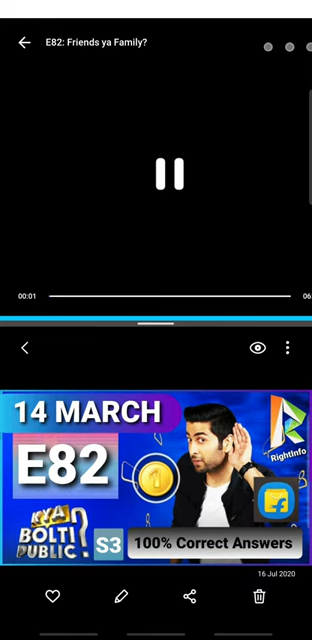 E82: Friends ya Family?
00:01
06:
14 MARCH
E82
1
RightInfo
KYA
BOLTI
PUBLIC?
S3
100% Correct Answers
16 Jul 2020